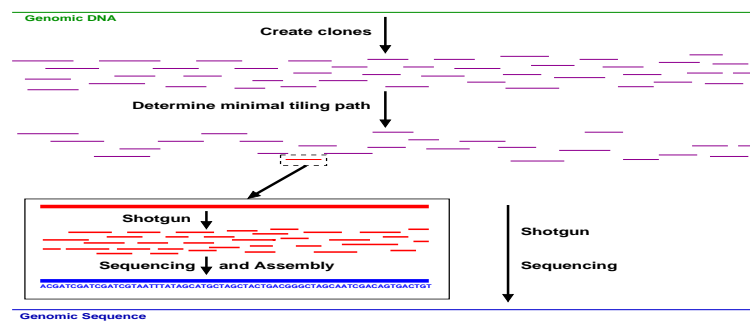 Genomic DNA
Create clones
Determine minimal tiling path
Shotgun
Sequencing and Assembly
ACGATCGATCGATCGTAATTTATAGCATGCTAGCTACTGACGGGCTAGCAATCGACAGTGACTGT
Shotgun
Sequencing
Genomic Sequence